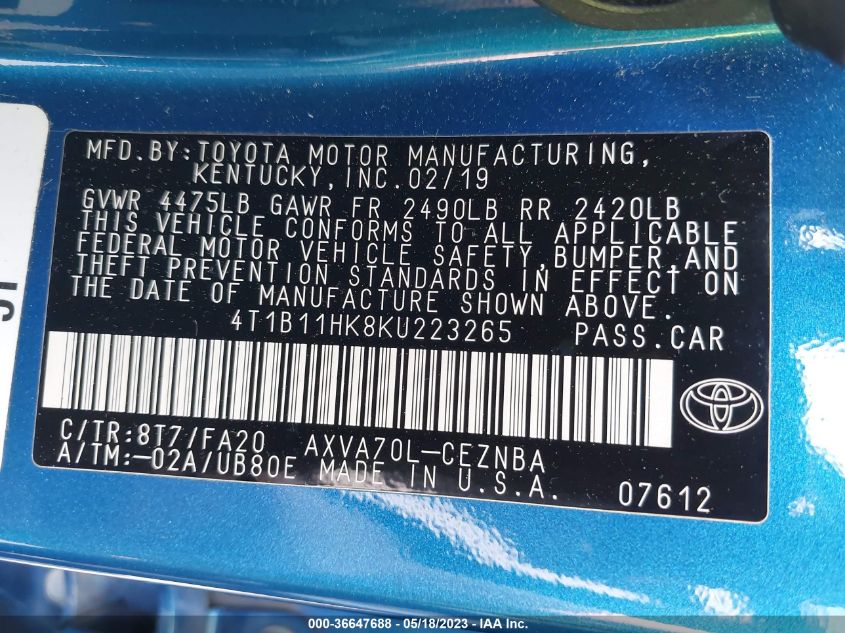 MFD.BY:TOYOTA MOTOR MANUFACTURING,
KENTUCKY,INC.02/19
GVWR 4475LB GAWR FR 2490LB RR 2420LB
THIS VEHICLE CONFORMS TO ALL APPLICABLE
FEDERAL MOTOR VEHICLE SAFETY,BUMPER,AND
THEFT PREVENTION STANDARDS IN EFFECT ON
THE DATE OF MANUFACTURE SHOWN ABOVE.
4T1B11HK8KU223265 PASS.CAR
C/TR:8T7/FA20 AXVA70L-CEZNBA
A/TM:-02A/UB80E MADE IN U.S.A. 07612
000-36647688 - 05/18/2023 - IAA Inc.